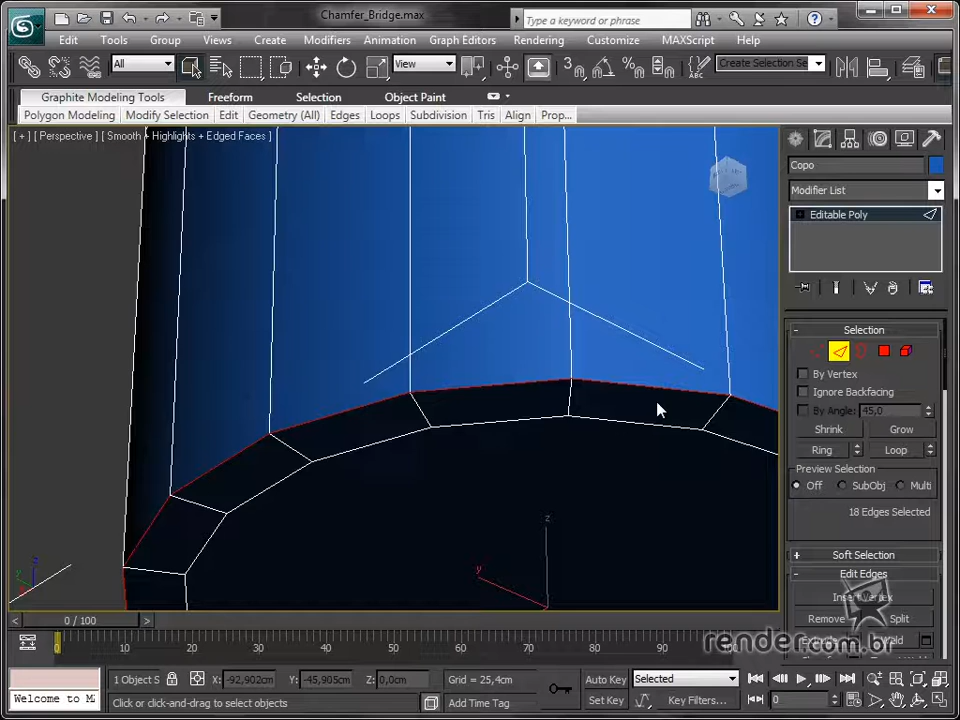 Chamfer_Bridge.max
Type a keyword or phrase
Edit Tools Group Views Create Modifiers Animation Graph Editors Rendering Customize MAXScript Help
All View Create Selection Se
Graphite Modeling Tools Freeform Selection Object Paint
Polygon Modeling Modify Selection Edit Geometry (All) Edges Loops Subdivision Tris Align Prop...
[ + ] [ Perspective ] [ Smooth + Highlights + Edged Faces ]
Copo
Modifier List
Editable Poly
Selection
By Vertex
Ignore Backfacing
By Angle: 45,0
Shrink Grow
Ring Loop
Preview Selection
Off SubObj Multi
18 Edges Selected
Soft Selection
Edit Edges
Insert Vertex
Remove Split
z
y
0 / 100
render.com.br
0 10 20 30 40 50 60 70 80 90
1 Object S X: -92,902cm Y: -45,905cm Z: 0,0cm Grid = 25,4cm Auto Key Selected
Welcome to M Click or click-and-drag to select objects Add Time Tag Set Key Key Filters... 0